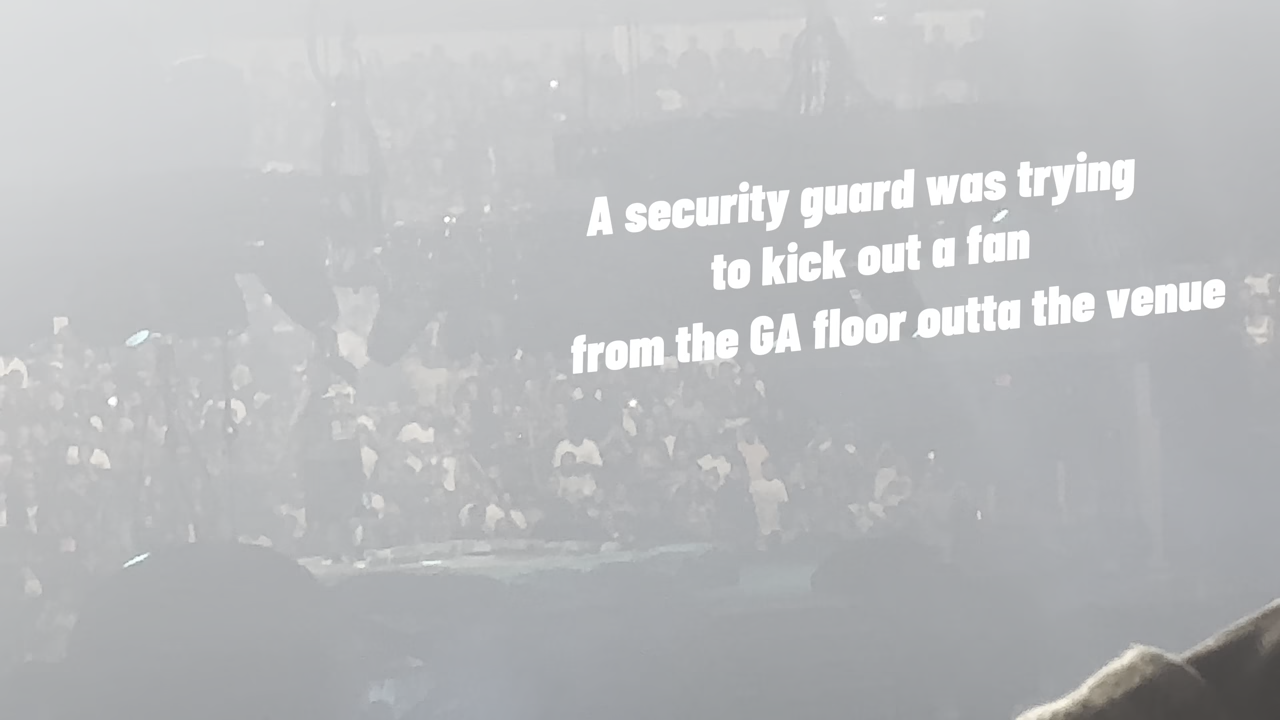 A security guard was trying
to kick out a fan
from the GA floor outta the venue